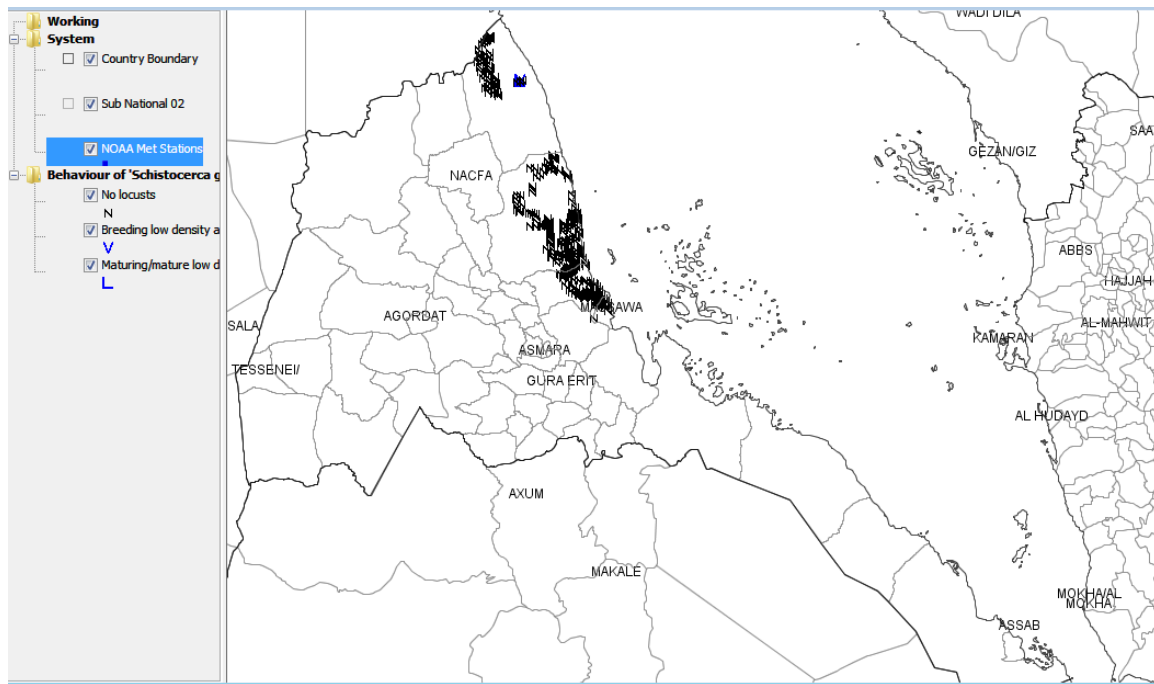 Working
System
Country Boundary
Sub National 02
NOAA Met Stations
Behaviour of 'Schistocerca g
No locusts
N
Breeding low density a
V
Maturing/mature low d
L
WADI DILA
SAA
GEZAN/GIZ
NACFA
ABBS
HAJJAH
AGORDAT
SALA
AL-MAHWIT
KAMARAN
ASMARA
TESSENEI/
GURA ERIT
AL HUDAYD
AXUM
MAKALE
MOKHA/AL
MOKHA
ASSAB